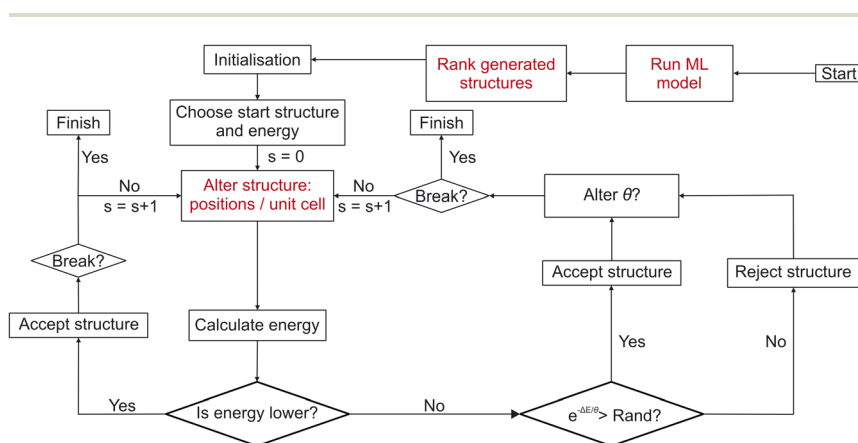 Start
Run ML
model
Rank generated
structures
Initialisation
Choose start structure
and energy
s = 0
Alter structure:
positions / unit cell
Calculate energy
Is energy lower?
Yes
Accept structure
Break?
Yes
Finish
No
s = s+1
No
e-ΔE/θ> Rand?
Yes
Accept structure
No
Reject structure
Alter θ?
Break?
Yes
Finish
No
s = s+1